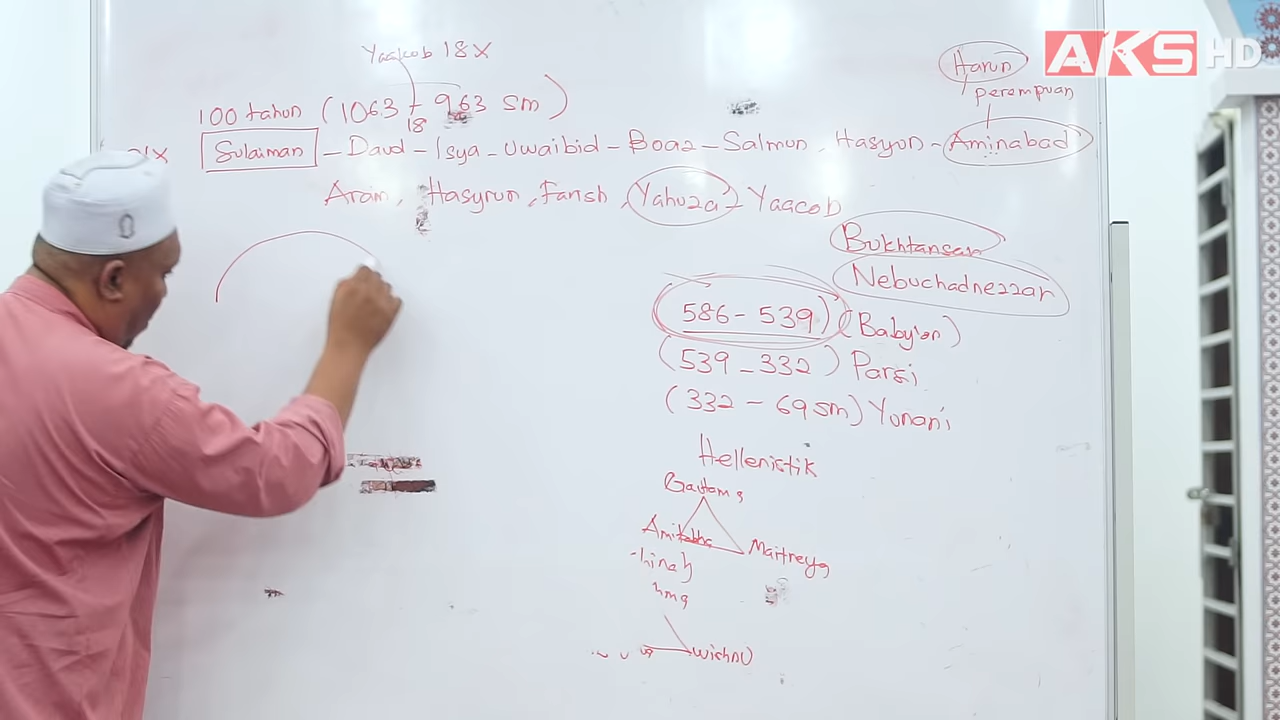 AKS HD
Yaakob 18X
Harun
perempuan
100 tahun (1063 - 963 sm)
18
Sulaiman - Daud - Isya - Uwaibid - Boaz - Salmun, Hasyon - Aminabad
Aram, Hasyrun, Farish, Yahuza - Yaacob
Bukhtansar
Nebuchadnezzar
586 - 539) (Babylon)
(539 - 332) Parsi
(332 - 69 sm) Yunani
Hellenistik
Gautama
Amitabha
Maitreya
Wishnu